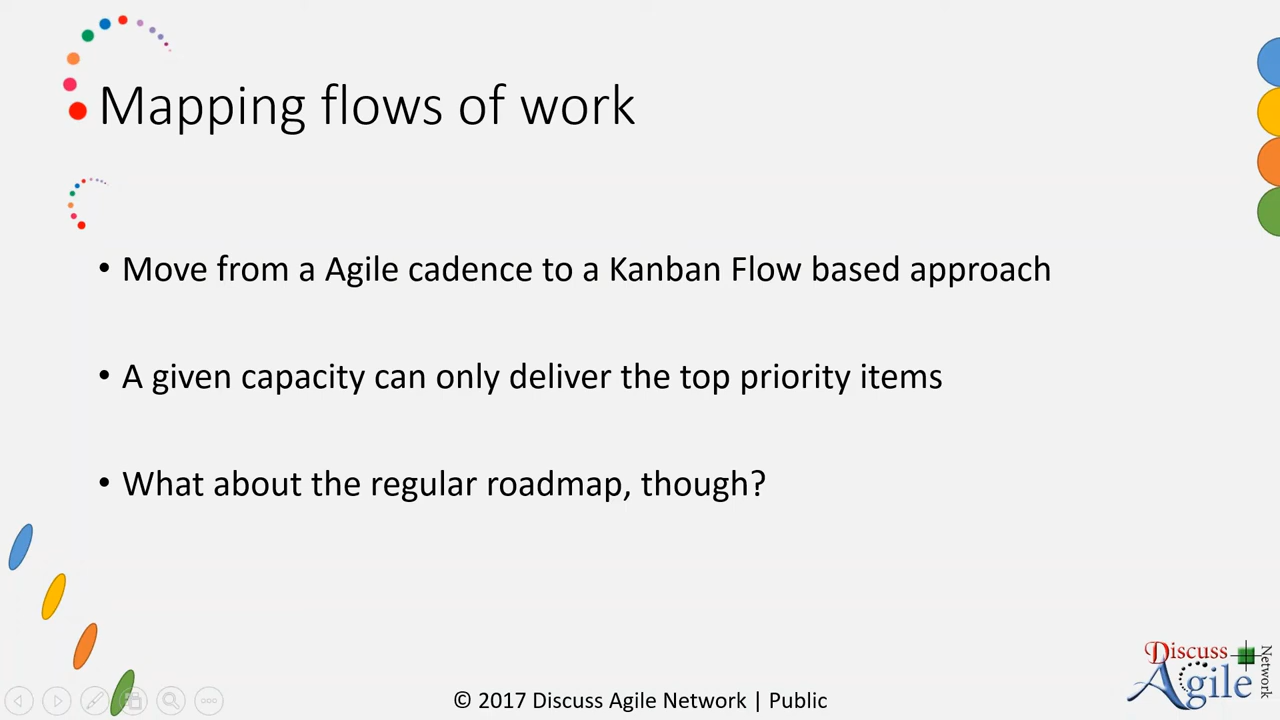 Mapping flows of work
• Move from a Agile cadence to a Kanban Flow based approach
• A given capacity can only deliver the top priority items
• What about the regular roadmap, though?
© 2017 Discuss Agile Network | Public
Discuss
Agile
Network